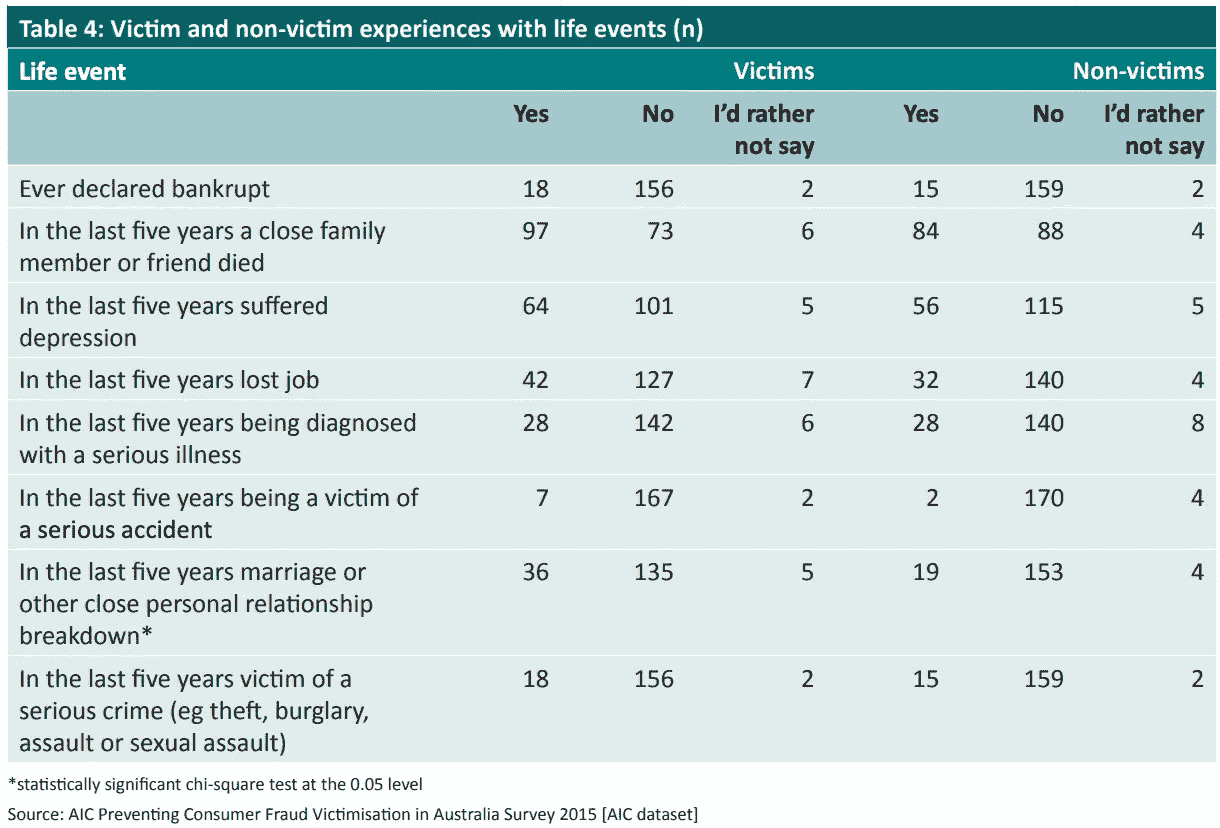 Table 4: Victim and non-victim experiences with life events (n)
Life event Victims Non-victims
Yes No I'd rather not say Yes No I'd rather not say
Ever declared bankrupt 18 156 2 15 159 2
In the last five years a close family 97 73 6 84 88 4
member or friend died
In the last five years suffered 64 101 5 56 115 5
depression
In the last five years lost job 42 127 7 32 140 4
In the last five years being diagnosed 28 142 6 28 140 8
with a serious illness
In the last five years being a victim of 7 167 2 2 170 4
a serious accident
In the last five years marriage or 36 135 5 19 153 4
other close personal relationship
breakdown*
In the last five years victim of a 18 156 2 15 159 2
serious crime (eg theft, burglary,
assault or sexual assault)
*statistically significant chi-square test at the 0.05 level
Source: AIC Preventing Consumer Fraud Victimisation in Australia Survey 2015 [AIC dataset]